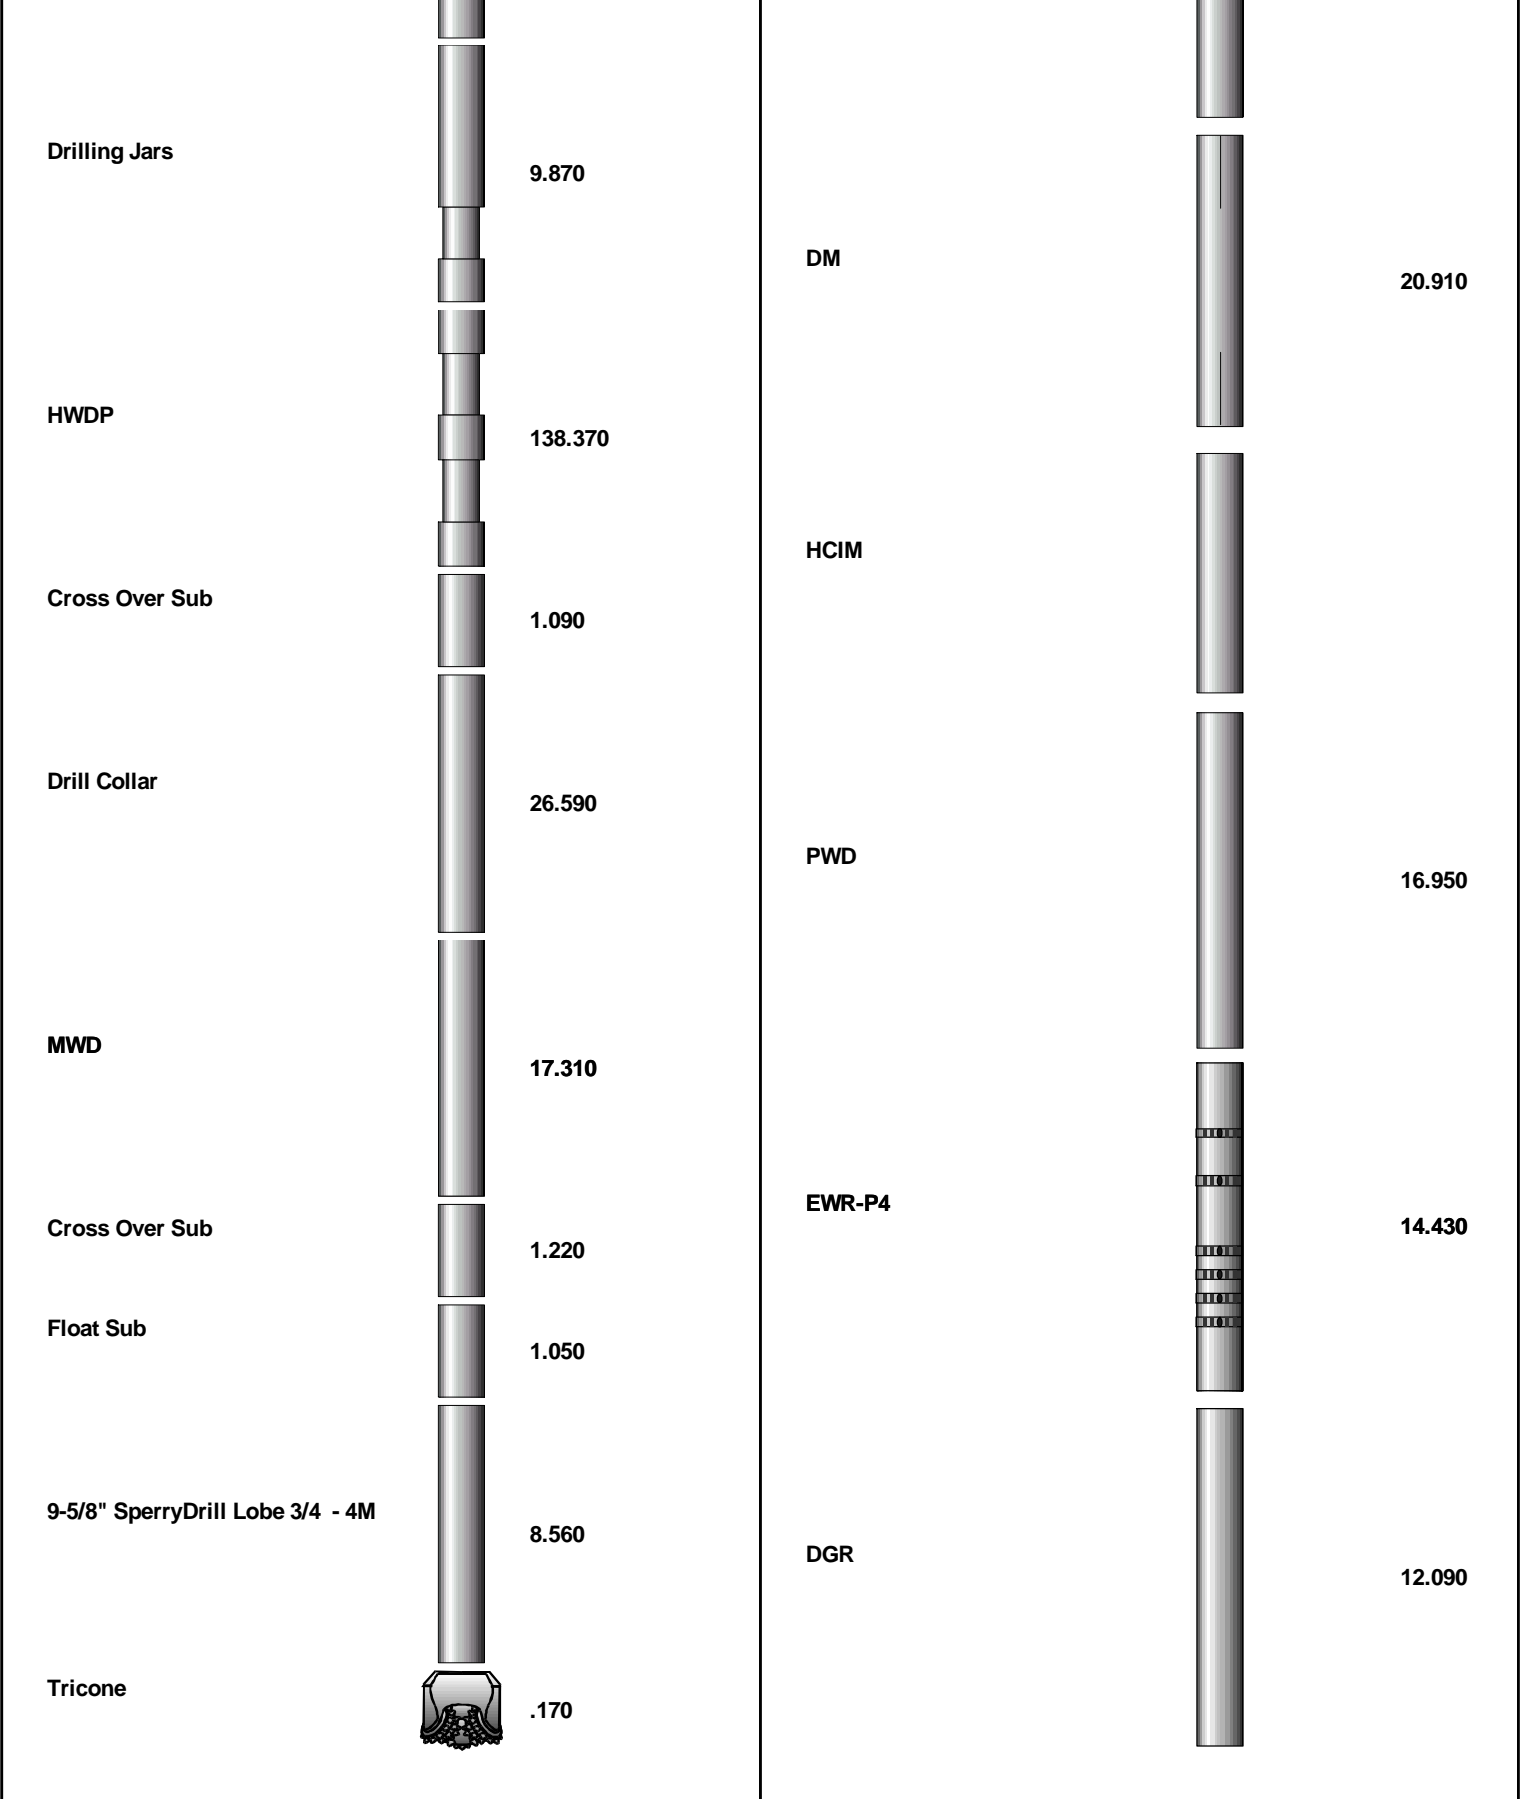 Drilling Jars
9.870
HWDP
138.370
Cross Over Sub
1.090
Drill Collar
26.590
MWD
17.310
Cross Over Sub
1.220
Float Sub
1.050
9-5/8" SperryDrill Lobe 3/4 - 4M
8.560
Tricone
.170
DM
20.910
HCIM
PWD
16.950
EWR-P4
14.430
DGR
12.090